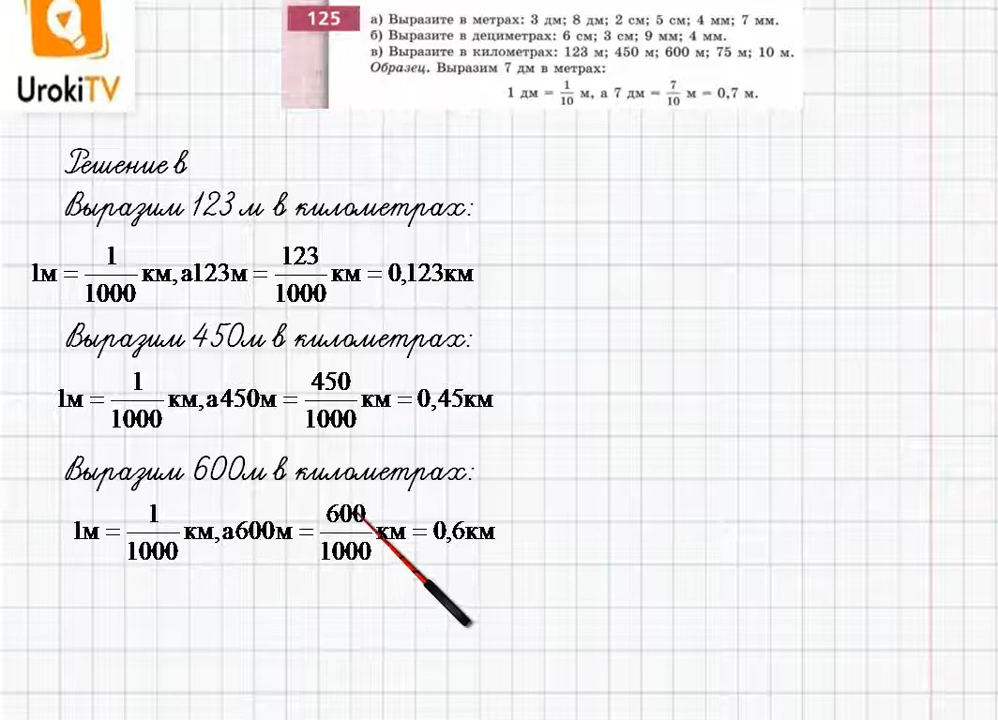 UrokiTV
125
а) Выразите в метрах: 3 дм; 8 дм; 2 см; 5 см; 4 мм; 7 мм.
б) Выразите в дециметрах: 6 см; 3 см; 9 мм; 4 мм.
в) Выразите в километрах: 123 м; 450 м; 600 м; 75 м; 10 м.
Образец. Выразим 7 дм в метрах:
1 дм = 1/10 м, а 7 дм = 7/10 м = 0,7 м.
Решение в
Выразим 123 м в километрах:
1м = 1/1000 км, а123м = 123/1000 км = 0,123км
Выразим 450м в километрах:
1м = 1/1000 км, а450м = 450/1000 км = 0,45км
Выразим 600м в километрах:
1м = 1/1000 км, а600м = 600/1000 км = 0,6км